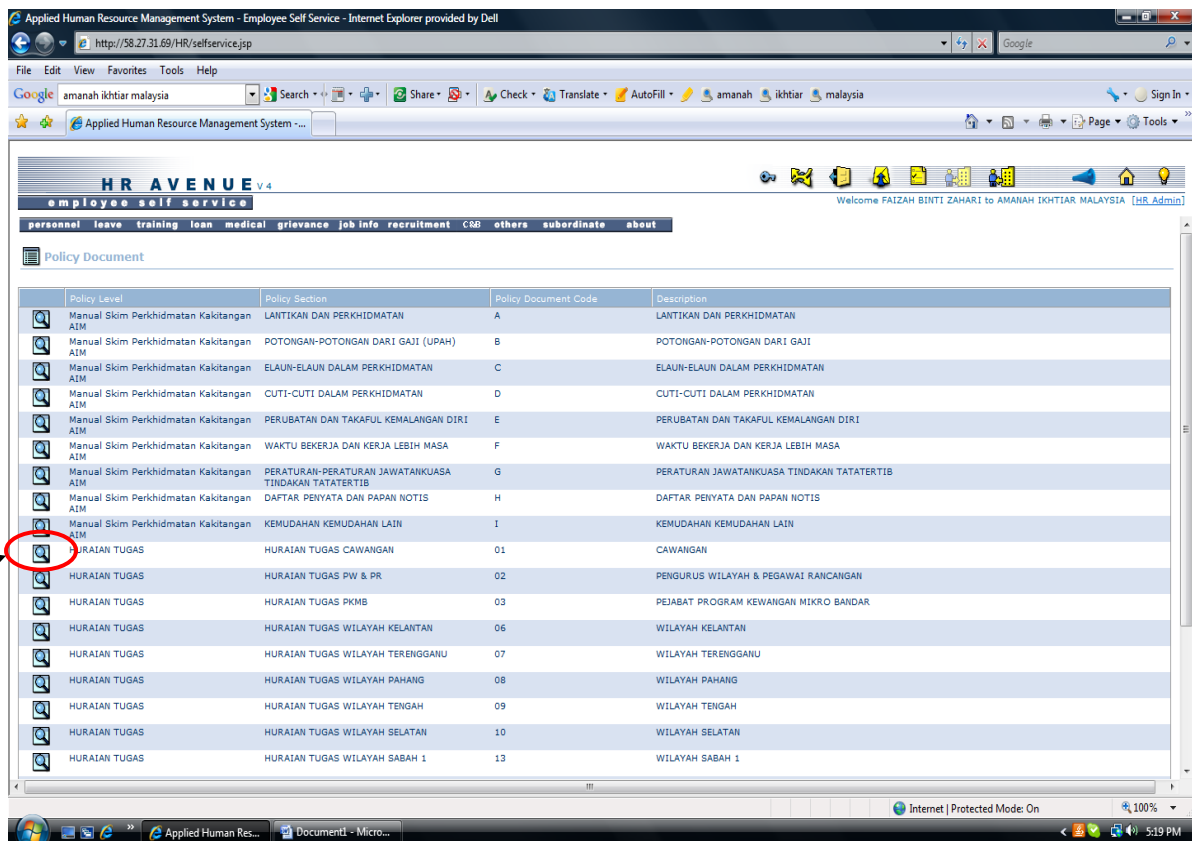 Applied Human Resource Management System - Employee Self Service - Internet Explorer provided by Dell
http://58.27.31.69/HR/selfservice.jsp
Google
File Edit View Favorites Tools Help
Google amanah ikhtiar malaysia Search Share Check Translate AutoFill amanah ikhtiar malaysia Sign In
Applied Human Resource Management System -... Page Tools
HR AVENUE V4
employee self service
Welcome FAIZAH BINTI ZAHARI to AMANAH IKHTIAR MALAYSIA [HR Admin]
personnel leave training loan medical grievance job info recruitment C&B others subordinate about
Policy Document
Policy Level Policy Section Policy Document Code Description
Manual Skim Perkhidmatan Kakitangan AIM LANTIKAN DAN PERKHIDMATAN A LANTIKAN DAN PERKHIDMATAN
Manual Skim Perkhidmatan Kakitangan AIM POTONGAN-POTONGAN DARI GAJI (UPAH) B POTONGAN-POTONGAN DARI GAJI
Manual Skim Perkhidmatan Kakitangan AIM ELAUN-ELAUN DALAM PERKHIDMATAN C ELAUN-ELAUN DALAM PERKHIDMATAN
Manual Skim Perkhidmatan Kakitangan AIM CUTI-CUTI DALAM PERKHIDMATAN D CUTI-CUTI DALAM PERKHIDMATAN
Manual Skim Perkhidmatan Kakitangan AIM PERUBATAN DAN TAKAFUL KEMALANGAN DIRI E PERUBATAN DAN TAKAFUL KEMALANGAN DIRI
Manual Skim Perkhidmatan Kakitangan AIM WAKTU BEKERJA DAN KERJA LEBIH MASA F WAKTU BEKERJA DAN KERJA LEBIH MASA
Manual Skim Perkhidmatan Kakitangan AIM PERATURAN-PERATURAN JAWATANKUASA TINDAKAN TATATERTIB G PERATURAN JAWATANKUASA TINDAKAN TATATERTIB
Manual Skim Perkhidmatan Kakitangan AIM DAFTAR PENYATA DAN PAPAN NOTIS H DAFTAR PENYATA DAN PAPAN NOTIS
Manual Skim Perkhidmatan Kakitangan AIM KEMUDAHAN KEMUDAHAN LAIN I KEMUDAHAN KEMUDAHAN LAIN
HURAIAN TUGAS HURAIAN TUGAS CAWANGAN 01 CAWANGAN
HURAIAN TUGAS HURAIAN TUGAS PW & PR 02 PENGURUS WILAYAH & PEGAWAI RANCANGAN
HURAIAN TUGAS HURAIAN TUGAS PKMB 03 PEJABAT PROGRAM KEWANGAN MIKRO BANDAR
HURAIAN TUGAS HURAIAN TUGAS WILAYAH KELANTAN 06 WILAYAH KELANTAN
HURAIAN TUGAS HURAIAN TUGAS WILAYAH TERENGGANU 07 WILAYAH TERENGGANU
HURAIAN TUGAS HURAIAN TUGAS WILAYAH PAHANG 08 WILAYAH PAHANG
HURAIAN TUGAS HURAIAN TUGAS WILAYAH TENGAH 09 WILAYAH TENGAH
HURAIAN TUGAS HURAIAN TUGAS WILAYAH SELATAN 10 WILAYAH SELATAN
HURAIAN TUGAS HURAIAN TUGAS WILAYAH SABAH 1 13 WILAYAH SABAH 1
Internet | Protected Mode: On 100%
Applied Human Res... Document1 - Micro... 5:19 PM